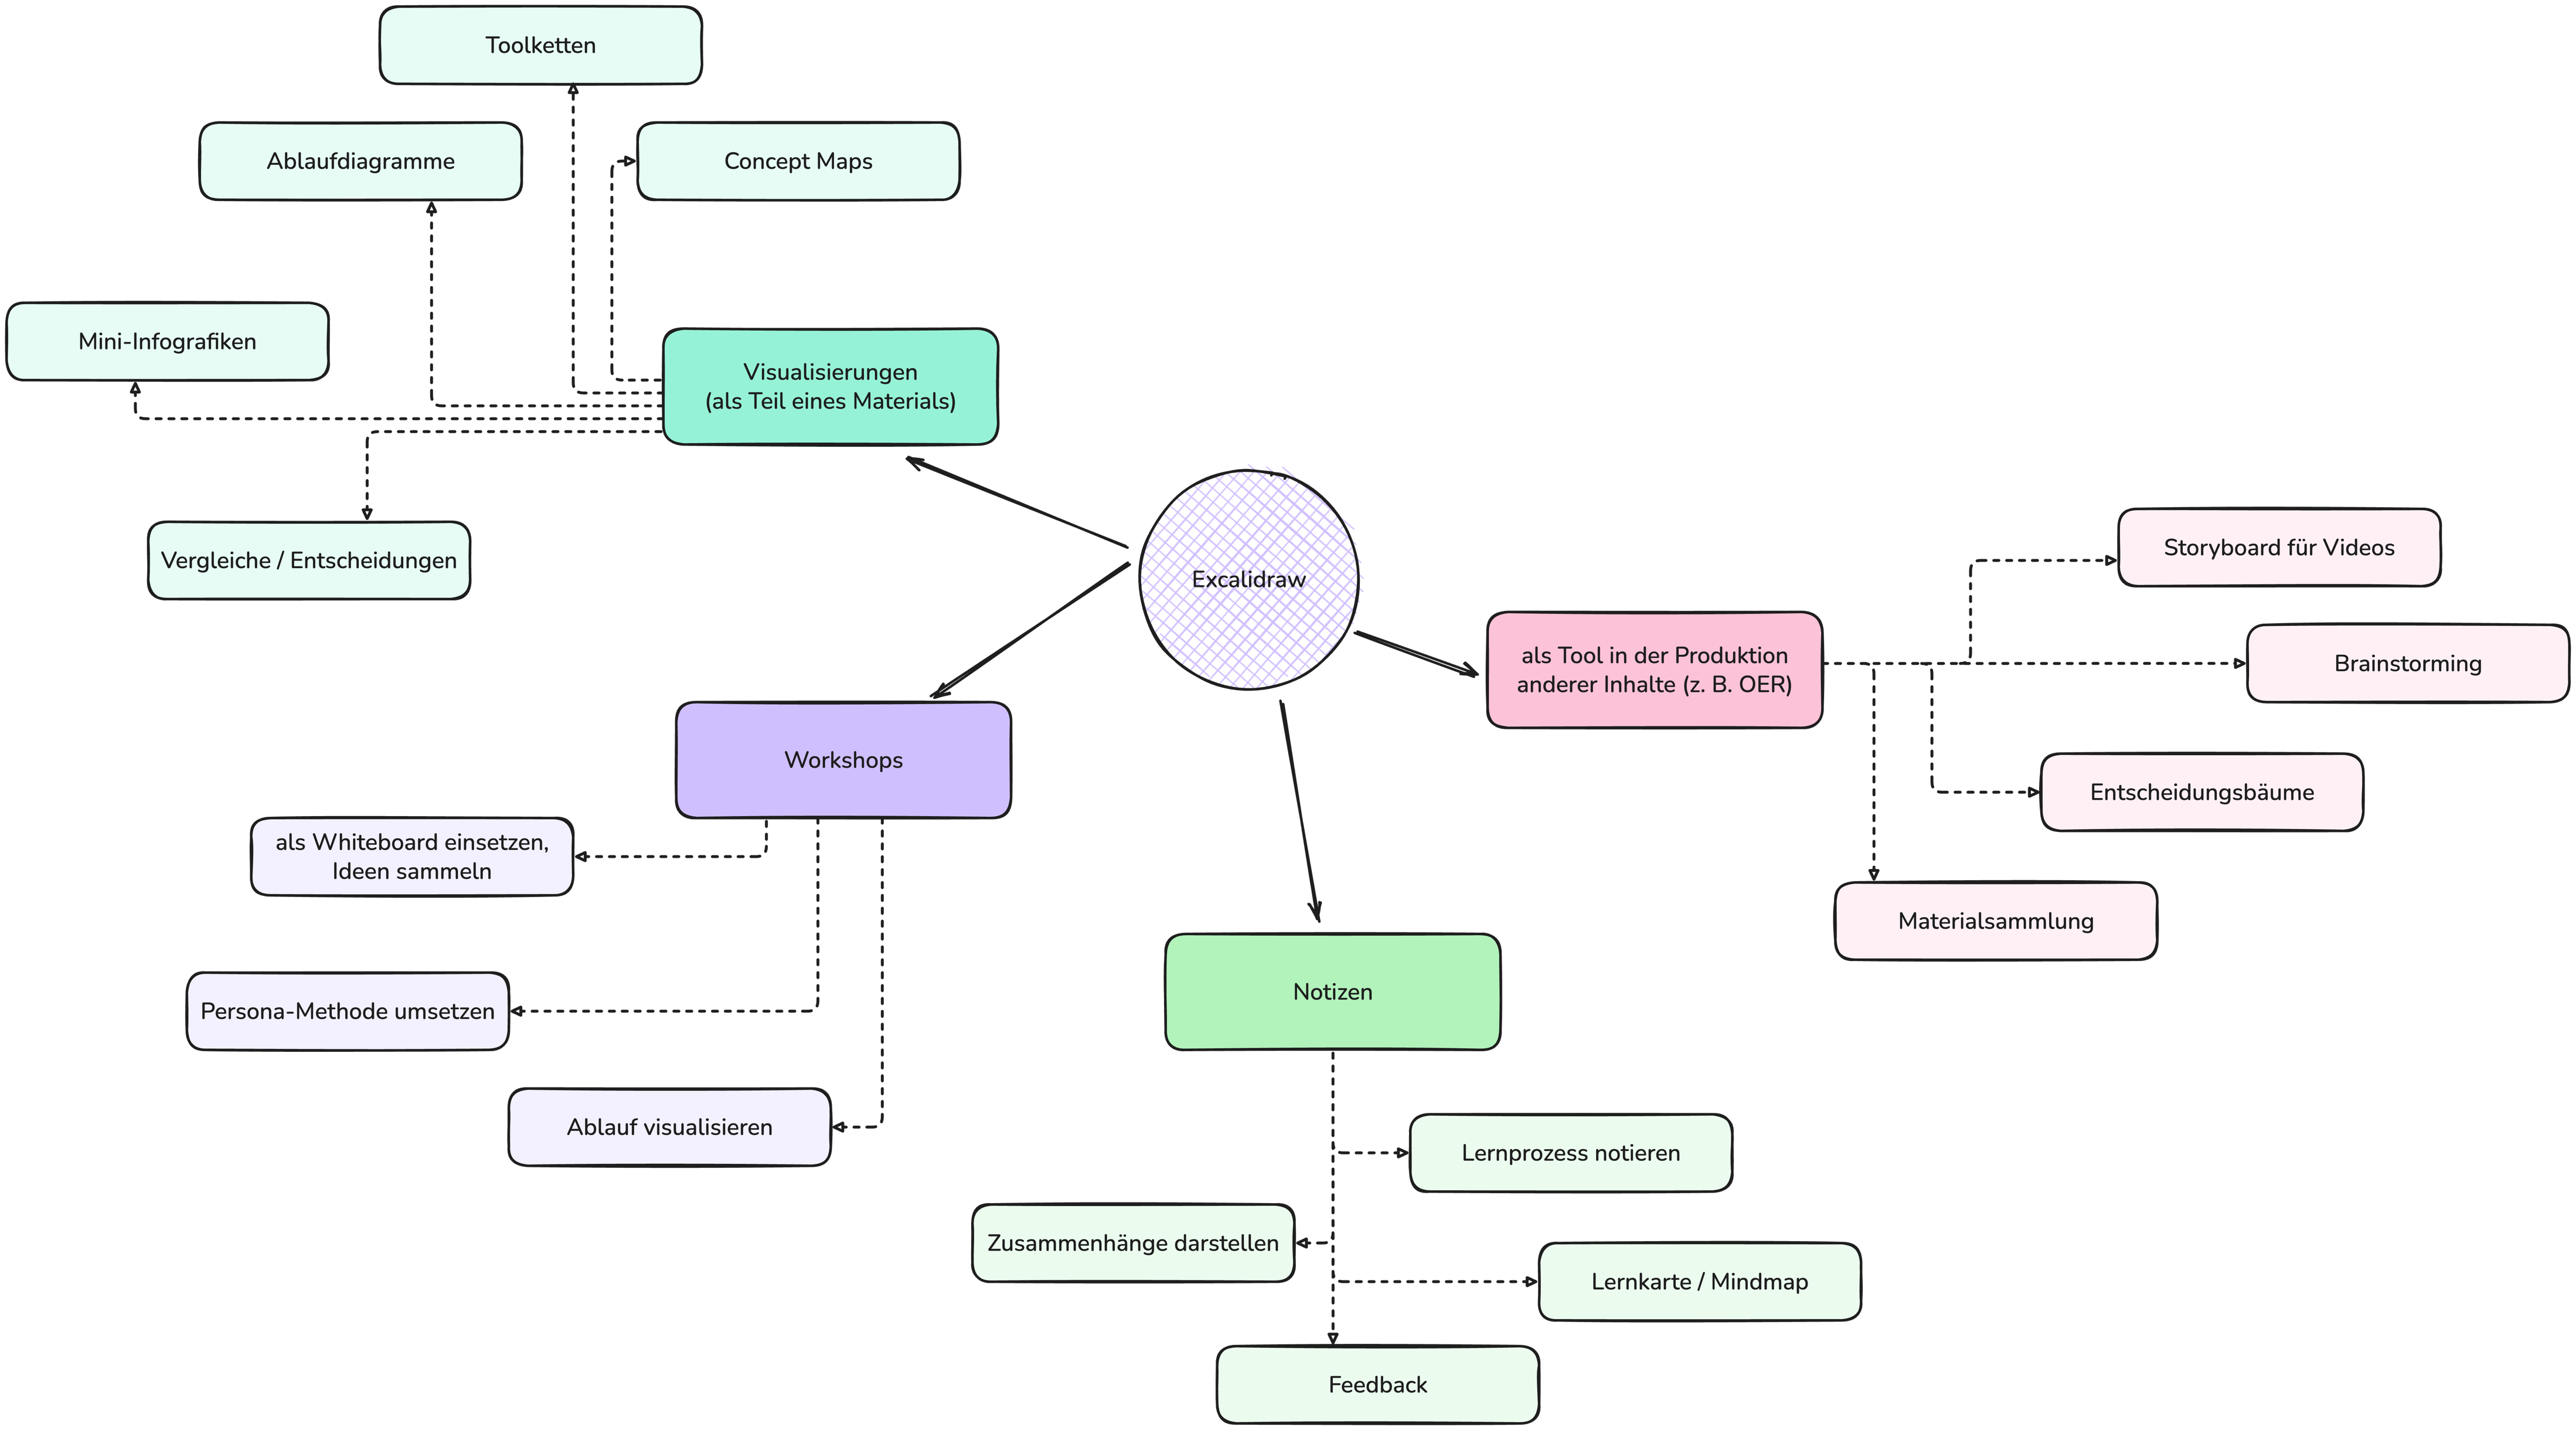 Toolketten
Ablaufdiagramme
Concept Maps
Mini-Infografiken
Visualisierungen
(als Teil eines Materials)
Vergleiche / Entscheidungen
Excalidraw
Storyboard für Videos
als Tool in der Produktion
anderer Inhalte (z. B. OER)
Brainstorming
Entscheidungsbäume
Materialsammlung
Workshops
als Whiteboard einsetzen,
Ideen sammeln
Persona-Methode umsetzen
Ablauf visualisieren
Notizen
Lernprozess notieren
Zusammenhänge darstellen
Lernkarte / Mindmap
Feedback